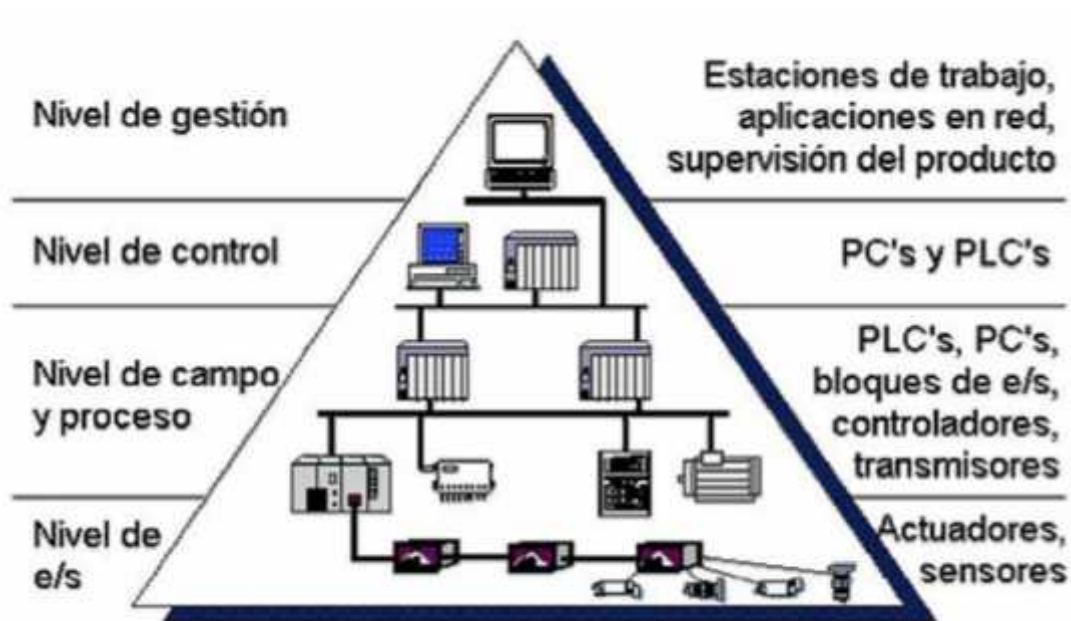 Nivel de gestión
Estaciones de trabajo,
aplicaciones en red,
supervisión del producto
Nivel de control
PC's y PLC's
Nivel de campo
y proceso
PLC's, PC's,
bloques de e/s,
controladores,
transmisores
Nivel de
e/s
Actuadores,
sensores